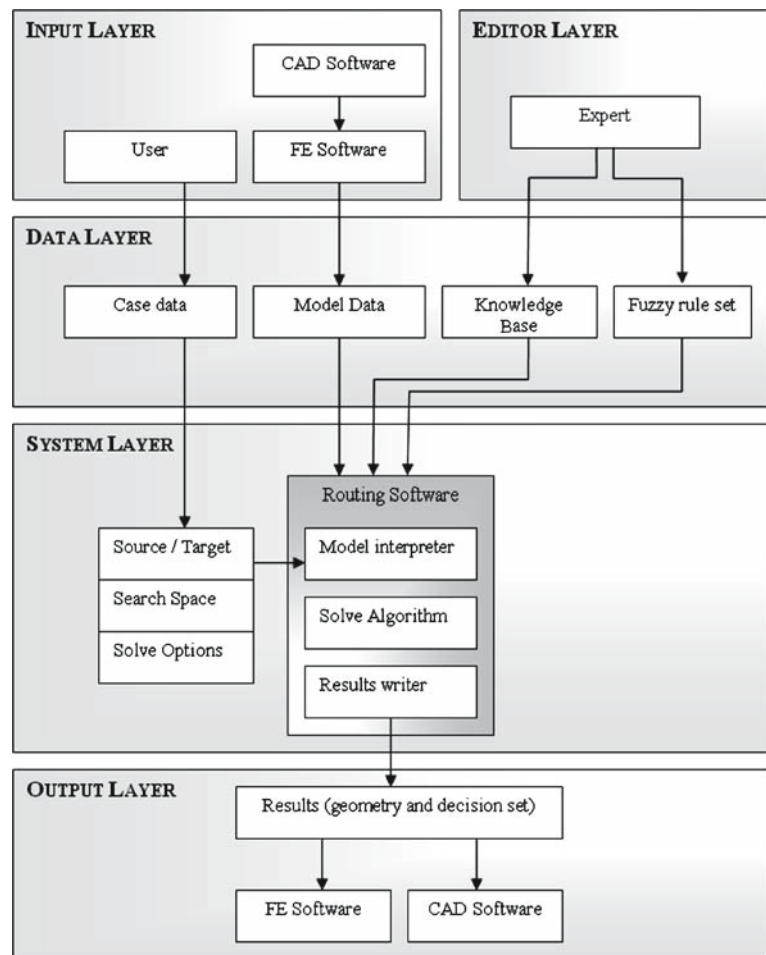 INPUT LAYER
CAD Software
User
FE Software
EDITOR LAYER
Expert
DATA LAYER
Case data
Model Data
Knowledge
Base
Fuzzy rule set
SYSTEM LAYER
Source / Target
Search Space
Solve Options
Routing Software
Model interpreter
Solve Algorithm
Results writer
OUTPUT LAYER
Results (geometry and decision set)
FE Software
CAD Software